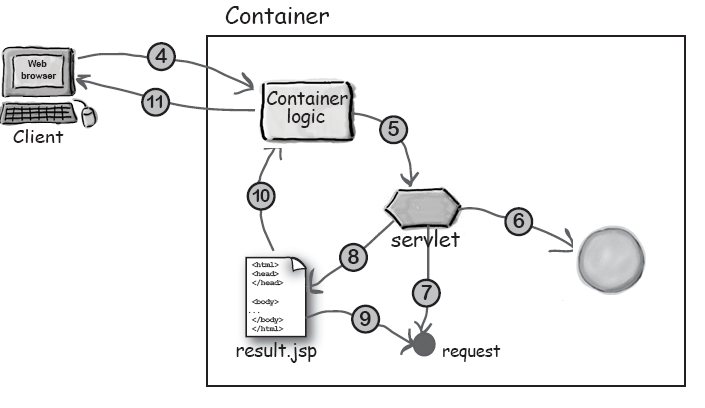 Container
Web
browser
Client
4
11
Container
logic
5
10
6
servlet
8
7
<html>
<head>
</head>
<body>
...
</body>
</html>
9
result.jsp
request